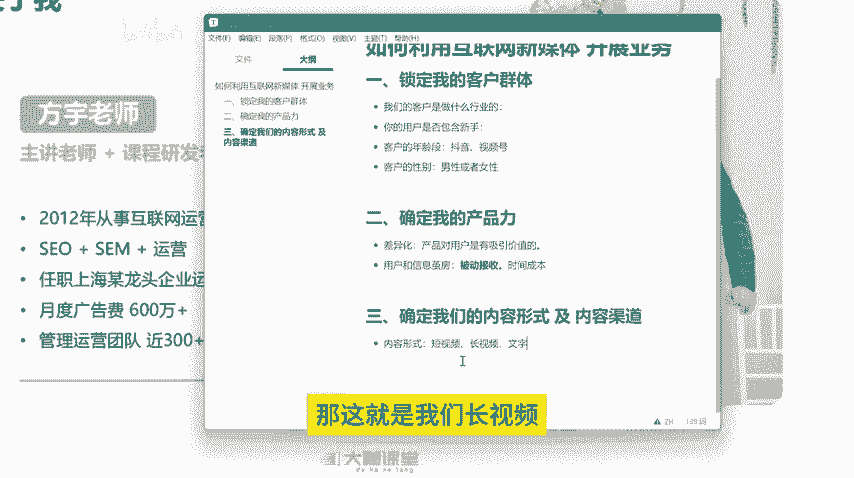 文件(F) 编辑(E) 段落(P) 格式(O) 视图(V) 主题(T) 帮助(H)
文件
大纲
如何利用互联网新媒体 开展业务
一、锁定我的客户群体
二、确定我的产品力
三、确定我们的内容形式 及
内容渠道
如何利用互联网新媒体 开展业务
一、锁定我的客户群体
• 我们的客户是做什么行业的：
• 你的用户是否包含新手：
• 客户的年龄段：抖音、视频号
• 客户的性别：男性或者女性
二、确定我的产品力
• 差异化：产品对用户是有吸引价值的。
• 用户和信息茧房：被动接收，时间成本
三、确定我们的内容形式 及 内容渠道
• 内容形式：短视频、长视频、文字
ZH
方宇老师
主讲老师 + 课程研发
• 2012年从事互联网运营
• SEO + SEM + 运营
• 任职上海某龙头企业运
• 月度广告费 600万+
• 管理运营团队 近300+
那这就是我们长视频
大咖课堂